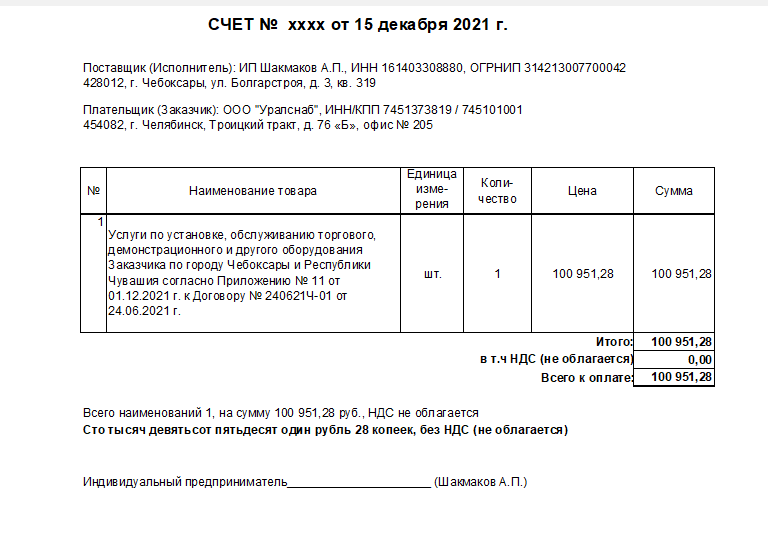 СЧЕТ № xxxx от 15 декабря 2021 г.
Поставщик (Исполнитель): ИП Шакмаков А.П., ИНН 161403308880, ОГРНИП 314213007700042
428012, г. Чебоксары, ул. Болгарстроя, д. 3, кв. 319
Плательщик (Заказчик): ООО "Уралснаб", ИНН/КПП 7451373819 / 745101001
454082, г. Челябинск, Троицкий тракт, д. 76 «Б», офис № 205
№ Наименование товара Единица изме-рения Коли-чество Цена Сумма
1
Услуги по установке, обслуживанию торгового,
демонстрационного и другого оборудования
Заказчика по городу Чебоксары и Республики
Чувашия согласно Приложению № 11 от
01.12.2021 г. к Договору № 240621Ч-01 от
24.06.2021 г.
шт. 1 100 951,28 100 951,28
Итого: 100 951,28
в т.ч НДС (не облагается) 0,00
Всего к оплате: 100 951,28
Всего наименований 1, на сумму 100 951,28 руб., НДС не облагается
Сто тысяч девятьсот пятьдесят один рубль 28 копеек, без НДС (не облагается)
Индивидуальный предприниматель______________________ (Шакмаков А.П.)